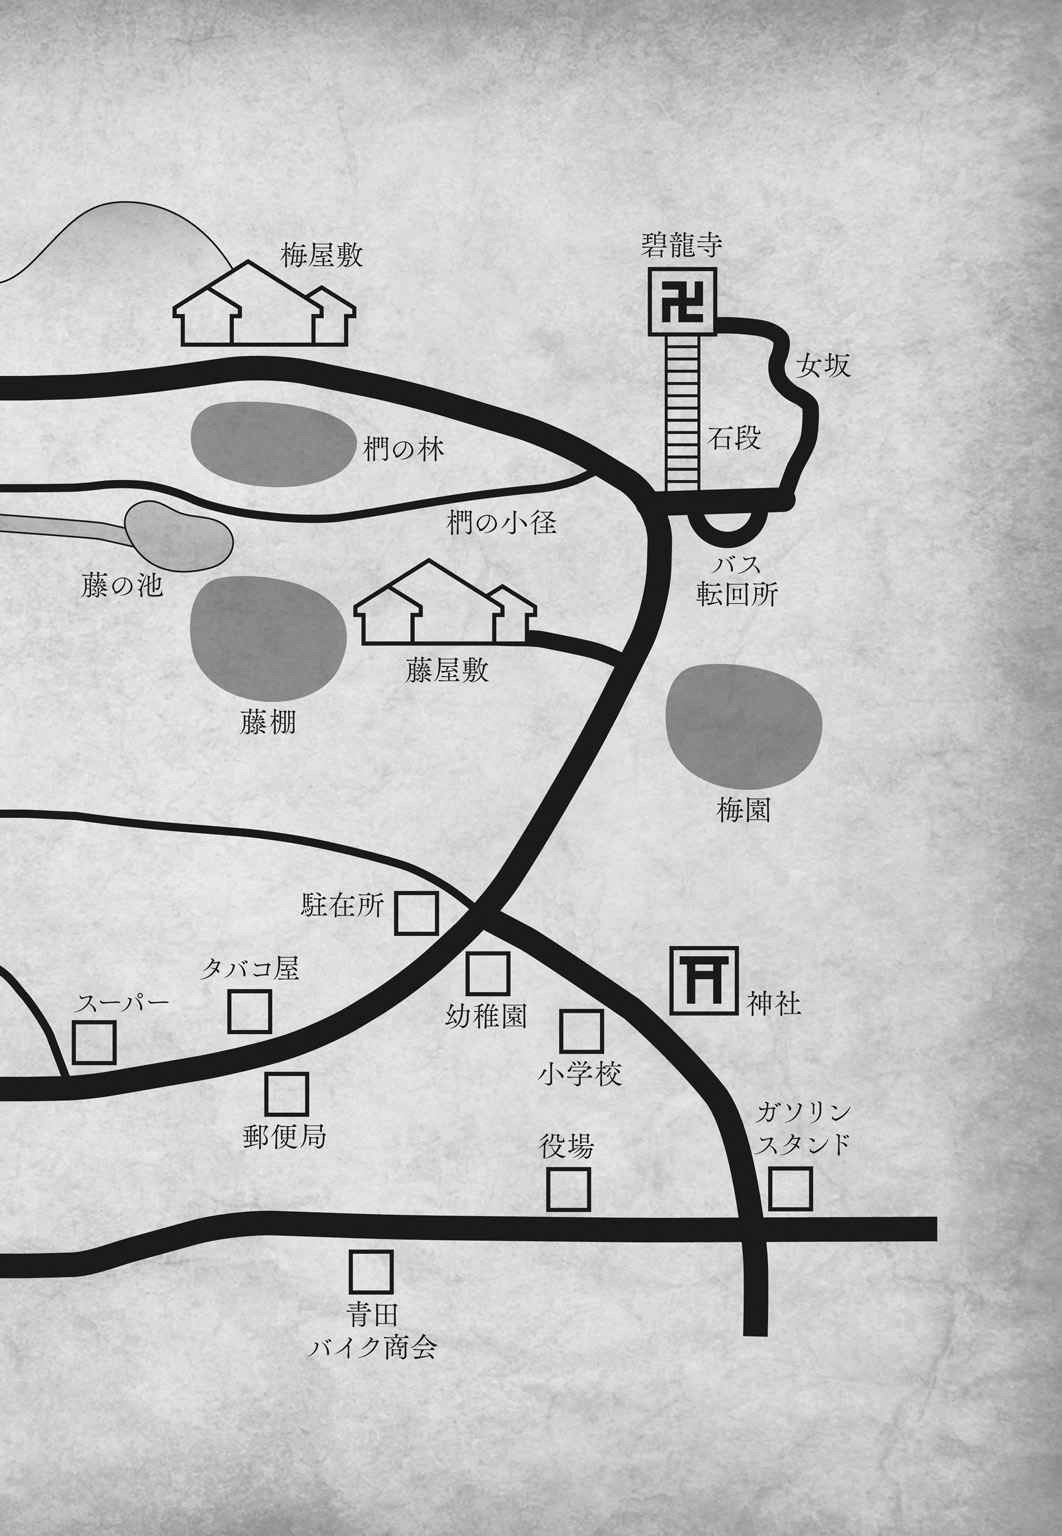 碧龍寺
梅屋敷
女坂
石段
椚の林
椚の小径
バス
転回所
藤の池
藤屋敷
藤棚
梅園
駐在所
タバコ屋
スーパー
幼稚園
神社
小学校
郵便局
ガソリン
スタンド
役場
青田
バイク商会